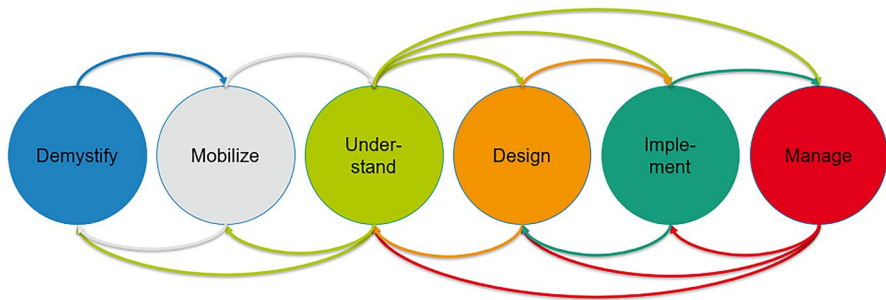 Demystify
Mobilize
Under-
stand
Design
Imple-
ment
Manage